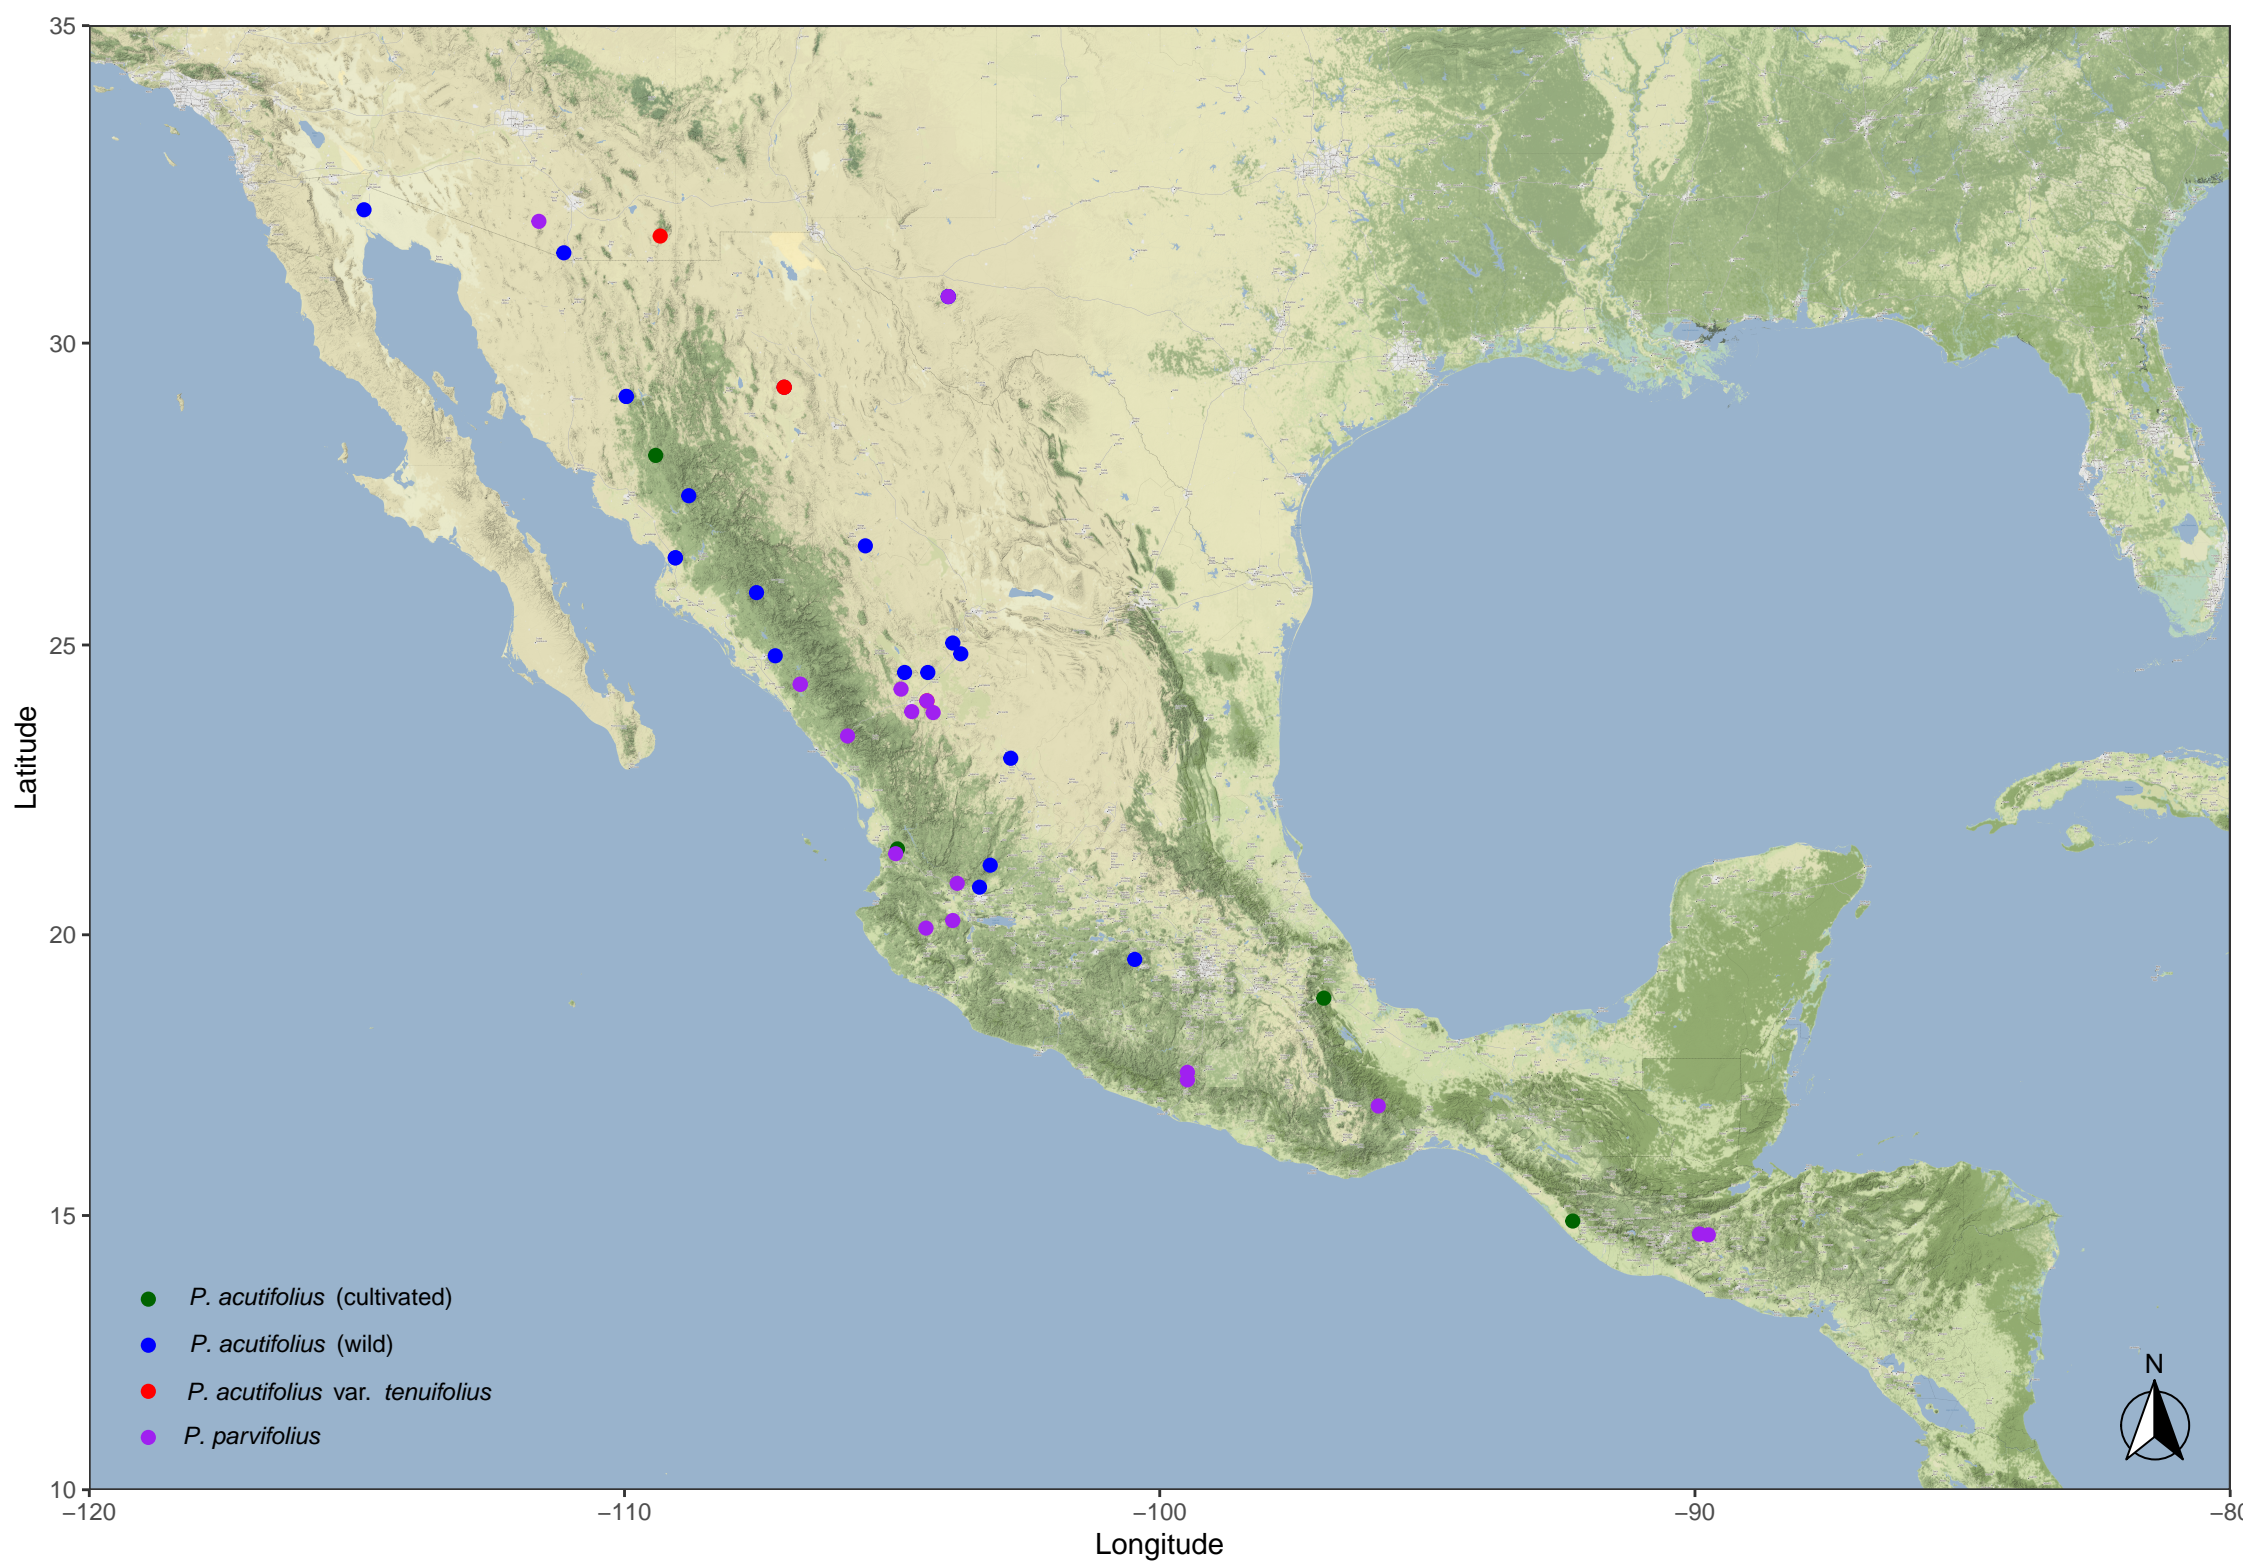 35
30
25
20
15
10
Latitude
P. acutifolius (cultivated)
P. acutifolius (wild)
P. acutifolius var. tenuifolius
P. parvifolius
N
−120
−110
−100
−90
−80
Longitude